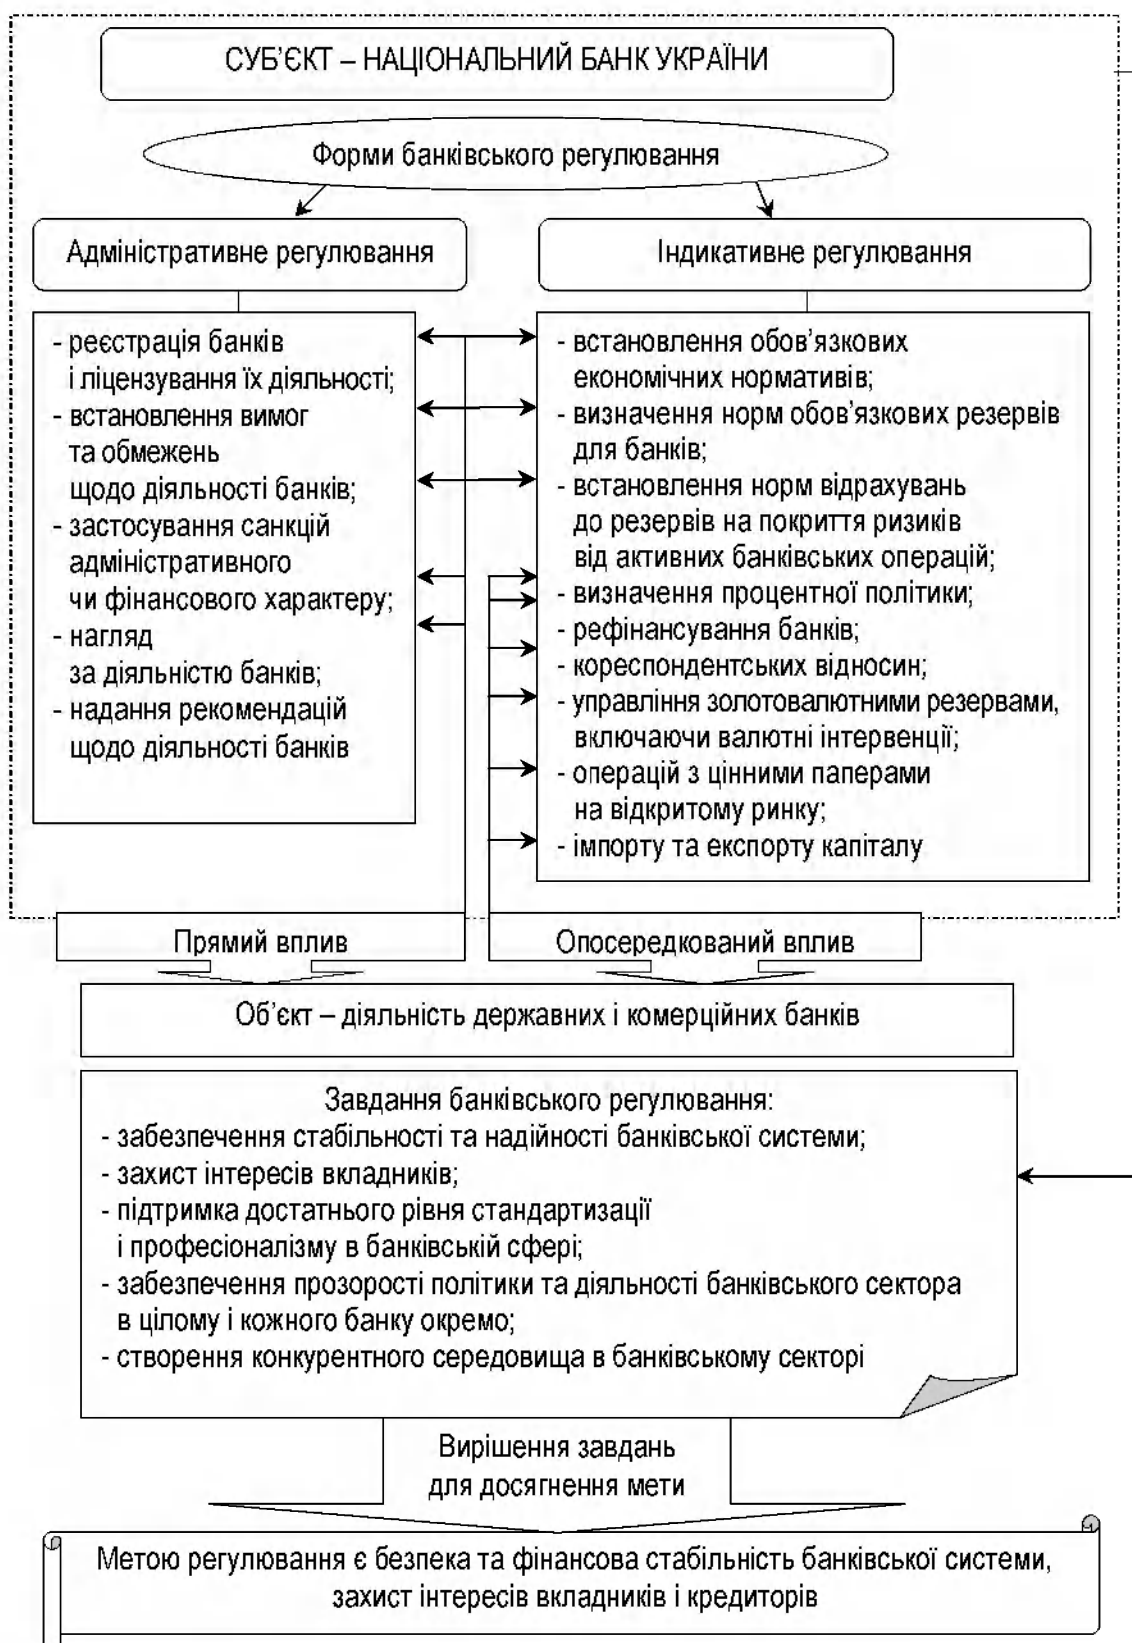 СУБ’ЄКТ – НАЦІОНАЛЬНИЙ БАНК УКРАЇНИ
Форми банківського регулювання
Адміністративне регулювання
- реєстрація банків
і ліцензування їх діяльності;
- встановлення вимог
та обмежень
щодо діяльності банків;
- застосування санкцій
адміністративного
чи фінансового характеру;
- нагляд
за діяльністю банків;
- надання рекомендацій
щодо діяльності банків
Індикативне регулювання
- встановлення обов’язкових
економічних нормативів;
- визначення норм обов’язкових резервів
для банків;
- встановлення норм відрахувань
до резервів на покриття ризиків
від активних банківських операцій;
- визначення процентної політики;
- рефінансування банків;
- кореспондентських відносин;
- управління золотовалютними резервами,
включаючи валютні інтервенції;
- операцій з цінними паперами
на відкритому ринку;
- імпорту та експорту капіталу
Прямий вплив
Опосередкований вплив
Об’єкт – діяльність державних і комерційних банків
Завдання банківського регулювання:
- забезпечення стабільності та надійності банківської системи;
- захист інтересів вкладників;
- підтримка достатнього рівня стандартизації
і професіоналізму в банківській сфері;
- забезпечення прозорості політики та діяльності банківського сектора
в цілому і кожного банку окремо;
- створення конкурентного середовища в банківському секторі
Вирішення завдань
для досягнення мети
Метою регулювання є безпека та фінансова стабільність банківської системи,
захист інтересів вкладників і кредиторів